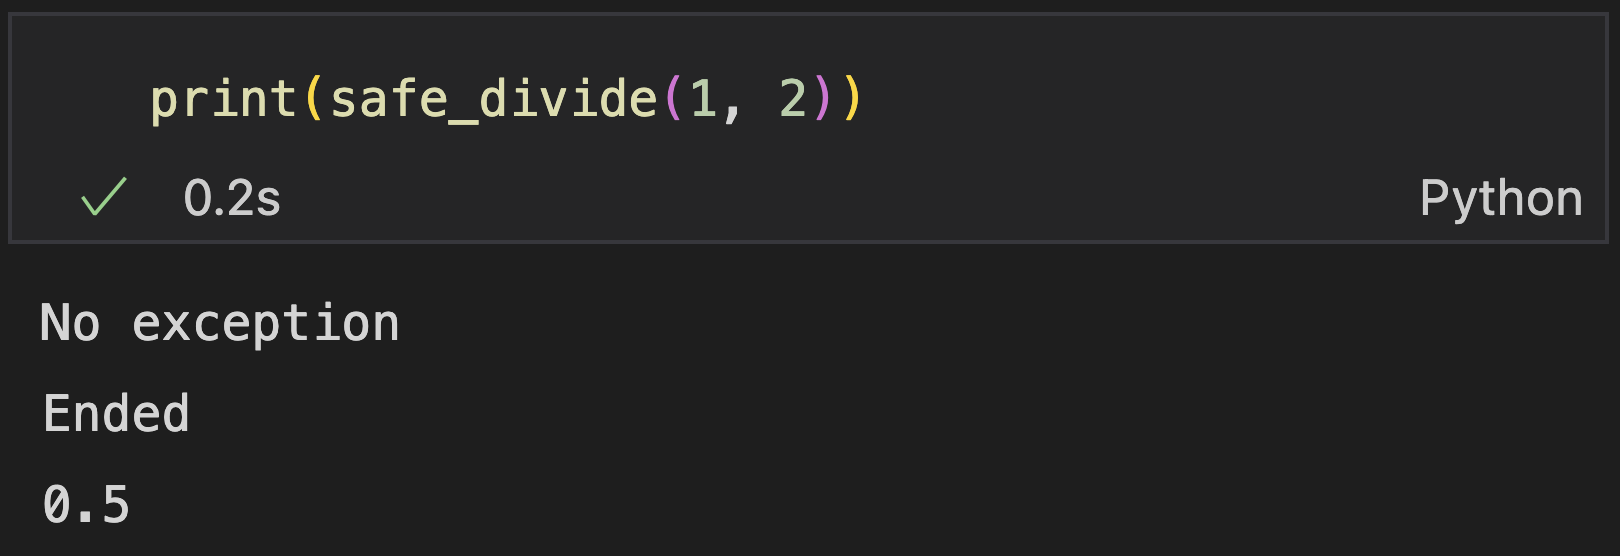 print(safe_divide(1, 2))
0.2s
Python
No exception
Ended
0.5